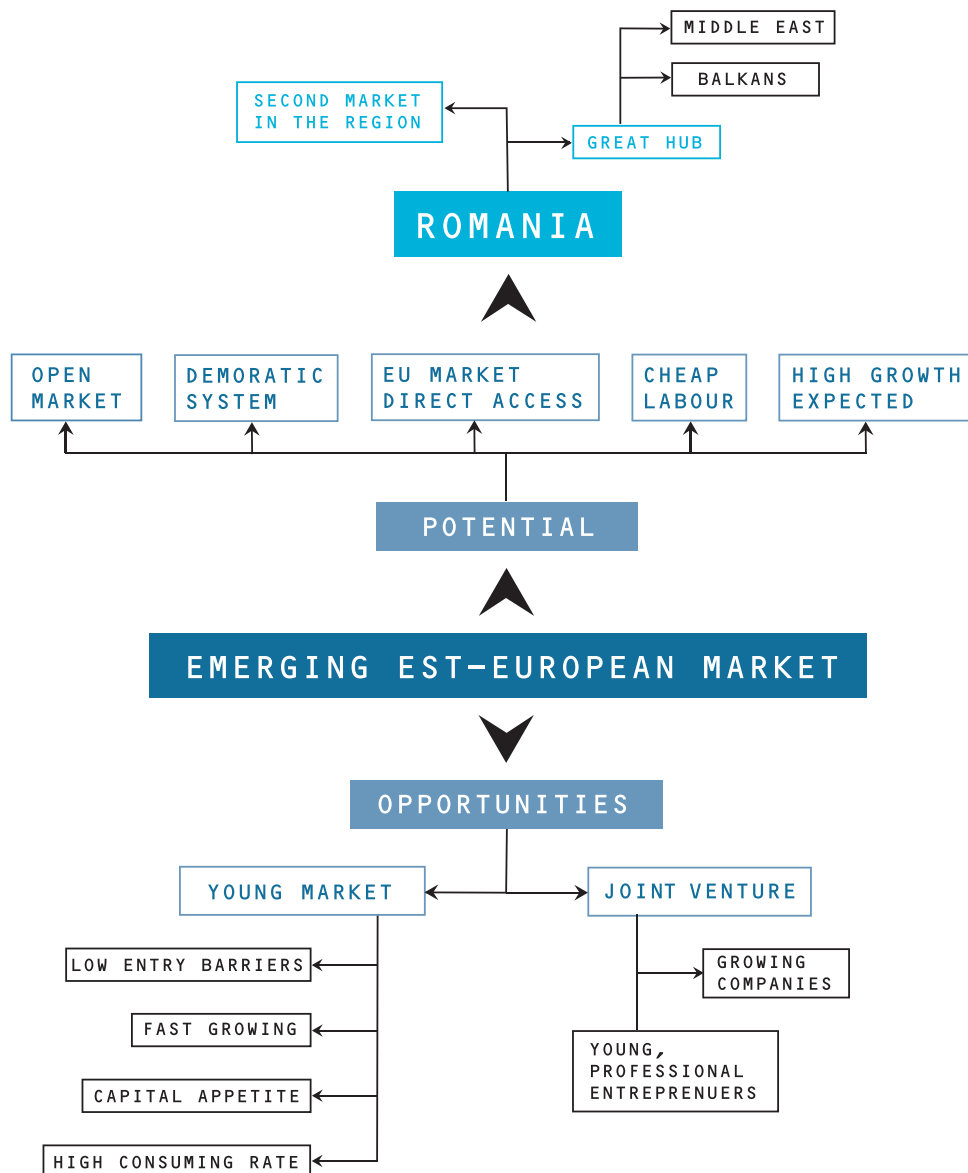 MIDDLE EAST
BALKANS
SECOND MARKET
IN THE REGION
GREAT HUB
ROMANIA
OPEN
MARKET
DEMORATIC
SYSTEM
EU MARKET
DIRECT ACCESS
CHEAP
LABOUR
HIGH GROWTH
EXPECTED
POTENTIAL
EMERGING EST-EUROPEAN MARKET
OPPORTUNITIES
YOUNG MARKET
JOINT VENTURE
LOW ENTRY BARRIERS
FAST GROWING
CAPITAL APPETITE
HIGH CONSUMING RATE
GROWING
COMPANIES
YOUNG,
PROFESSIONAL
ENTREPRENUERS